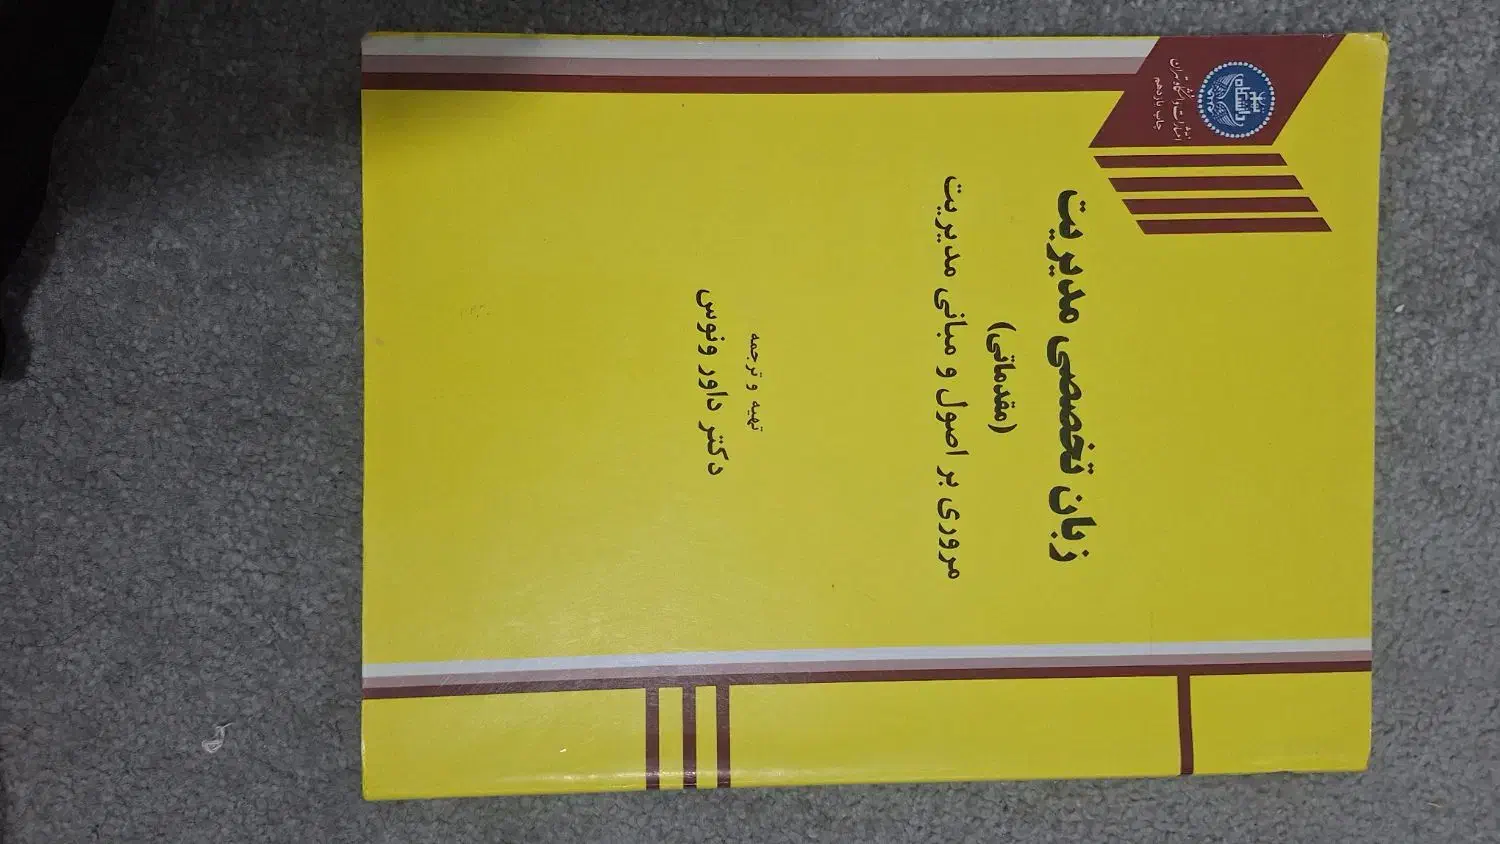 انتشارات دانشگاه تهران
چاپ یازدهم
زبان تخصصی مدیریت
(مقدماتی)
مروری بر اصول و مبانی مدیریت
تهیه و ترجمه
دکتر داور ونوس